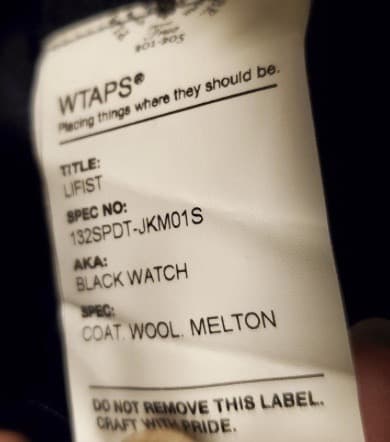 WTAPS®
Placing things where they should be.
TITLE:
LIFIST
SPEC NO:
132SPDT-JKM01S
AKA:
BLACK WATCH
SPEC:
COAT. WOOL. MELTON
DO NOT REMOVE THIS LABEL.
CRAFT WITH PRIDE.